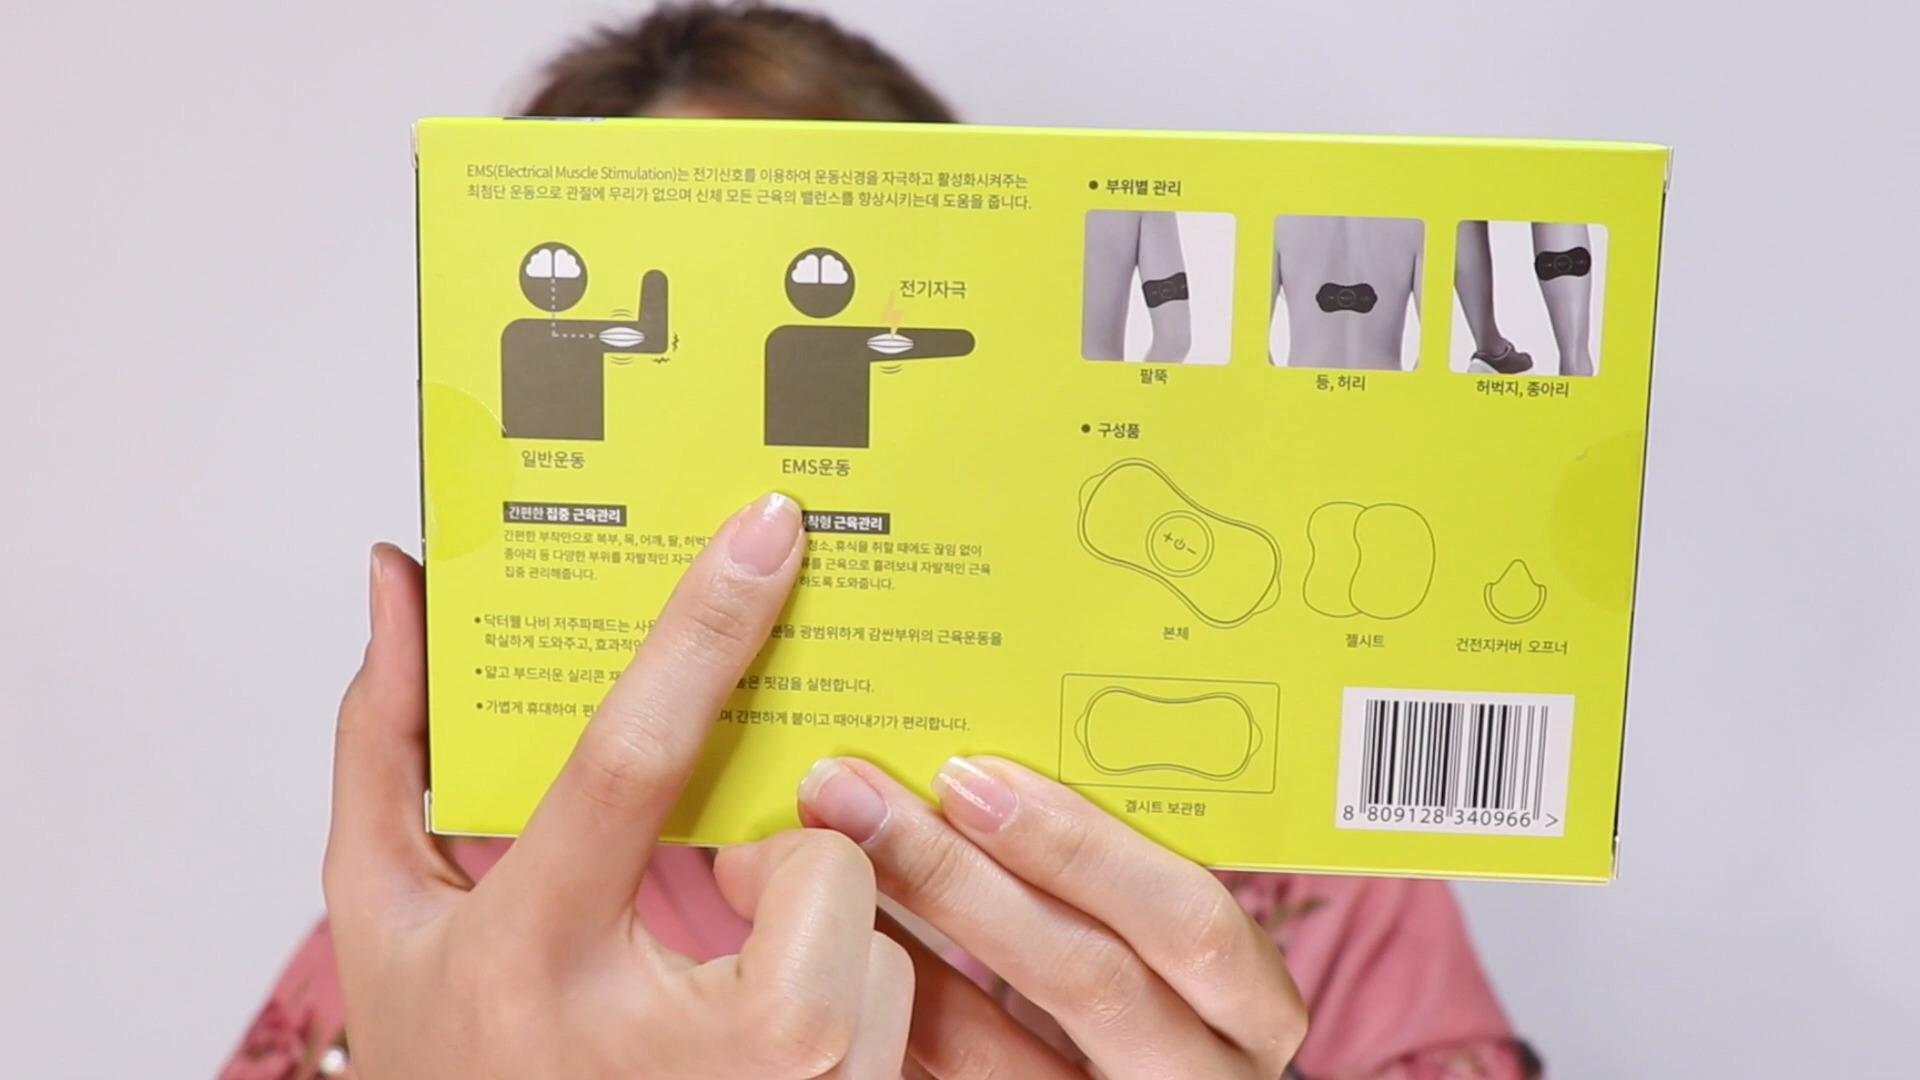 EMS(Electrical Muscle Stimulation)는 전기신호를 이용하여 운동신경을 자극하고 활성화시켜주는
최첨단 운동으로 관절에 무리가 없으며 신체 모든 근육의 밸런스를 향상시키는데 도움을 줍니다.
전기자극
일반운동
EMS운동
간편한 집중 근육관리
간편한 부착만으로 복부, 목, 어깨, 팔, 허벅
종아리 등 다양한 부위를 자발적인 자극
집중 관리해줍니다.
착형 근육관리
청소, 휴식을 취할 때에도 끊임 없이
를 근육으로 흘려보내 자발적인 근육
하도록 도와줍니다.
• 닥터웰 나비 저주파패드는 사용 분을 광범위하게 감싼부위의 근육운동을
확실하게 도와주고, 효과적인
• 얇고 부드러운 실리콘 재 높은 핏감을 실현합니다.
• 가볍게 휴대하여 편 며 간편하게 붙이고 때어내기가 편리합니다.
• 부위별 관리
팔뚝
등, 허리
허벅지, 종아리
• 구성품
+ −
본체
젤시트
건전지커버 오프너
겔시트 보관함
8 809128 340966 >